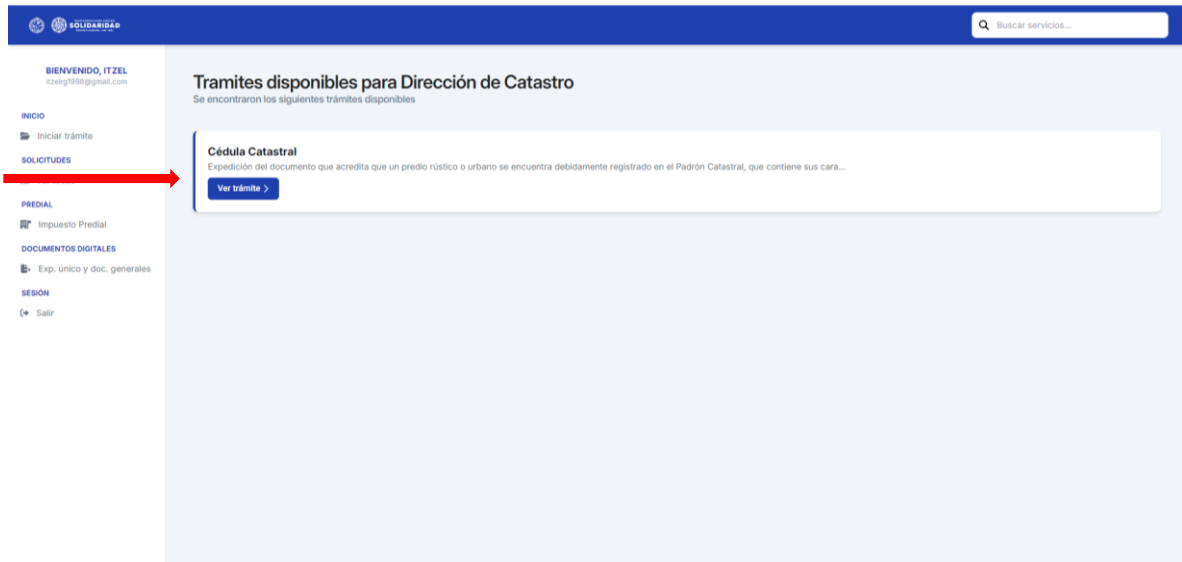 SOLIDARIDAD
Buscar servicios...
BIENVENIDO, ITZEL
itzelrg1998@gmail.com
INICIO
Iniciar trámite
SOLICITUDES
PREDIAL
Impuesto Predial
DOCUMENTOS DIGITALES
Exp. único y doc. generales
SESIÓN
Salir
Tramites disponibles para Dirección de Catastro
Se encontraron los siguientes trámites disponibles
Cédula Catastral
Expedición del documento que acredita que un predio rústico o urbano se encuentra debidamente registrado en el Padrón Catastral, que contiene sus cara...
Ver trámite